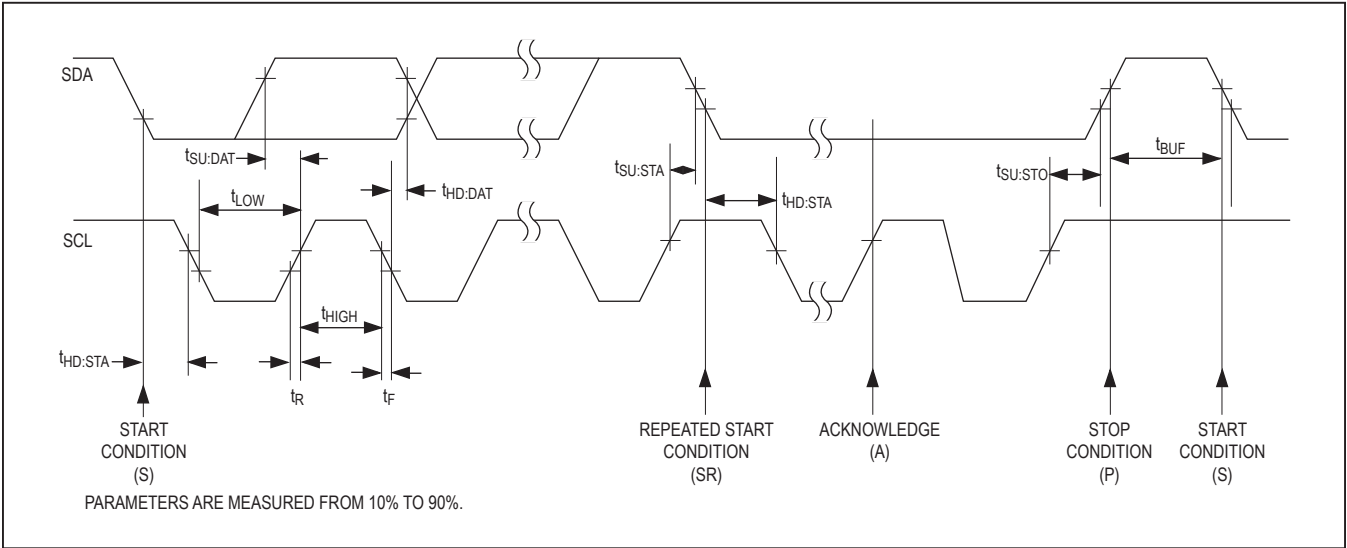 SDA
tSU:DAT
tLOW
tHD:DAT
tSU:STA
tHD:STA
tSU:STO
tBUF
SCL
tHIGH
tHD:STA
tR
tF
START
CONDITION
(S)
REPEATED START
CONDITION
(SR)
ACKNOWLEDGE
(A)
STOP
CONDITION
(P)
START
CONDITION
(S)
PARAMETERS ARE MEASURED FROM 10% TO 90%.